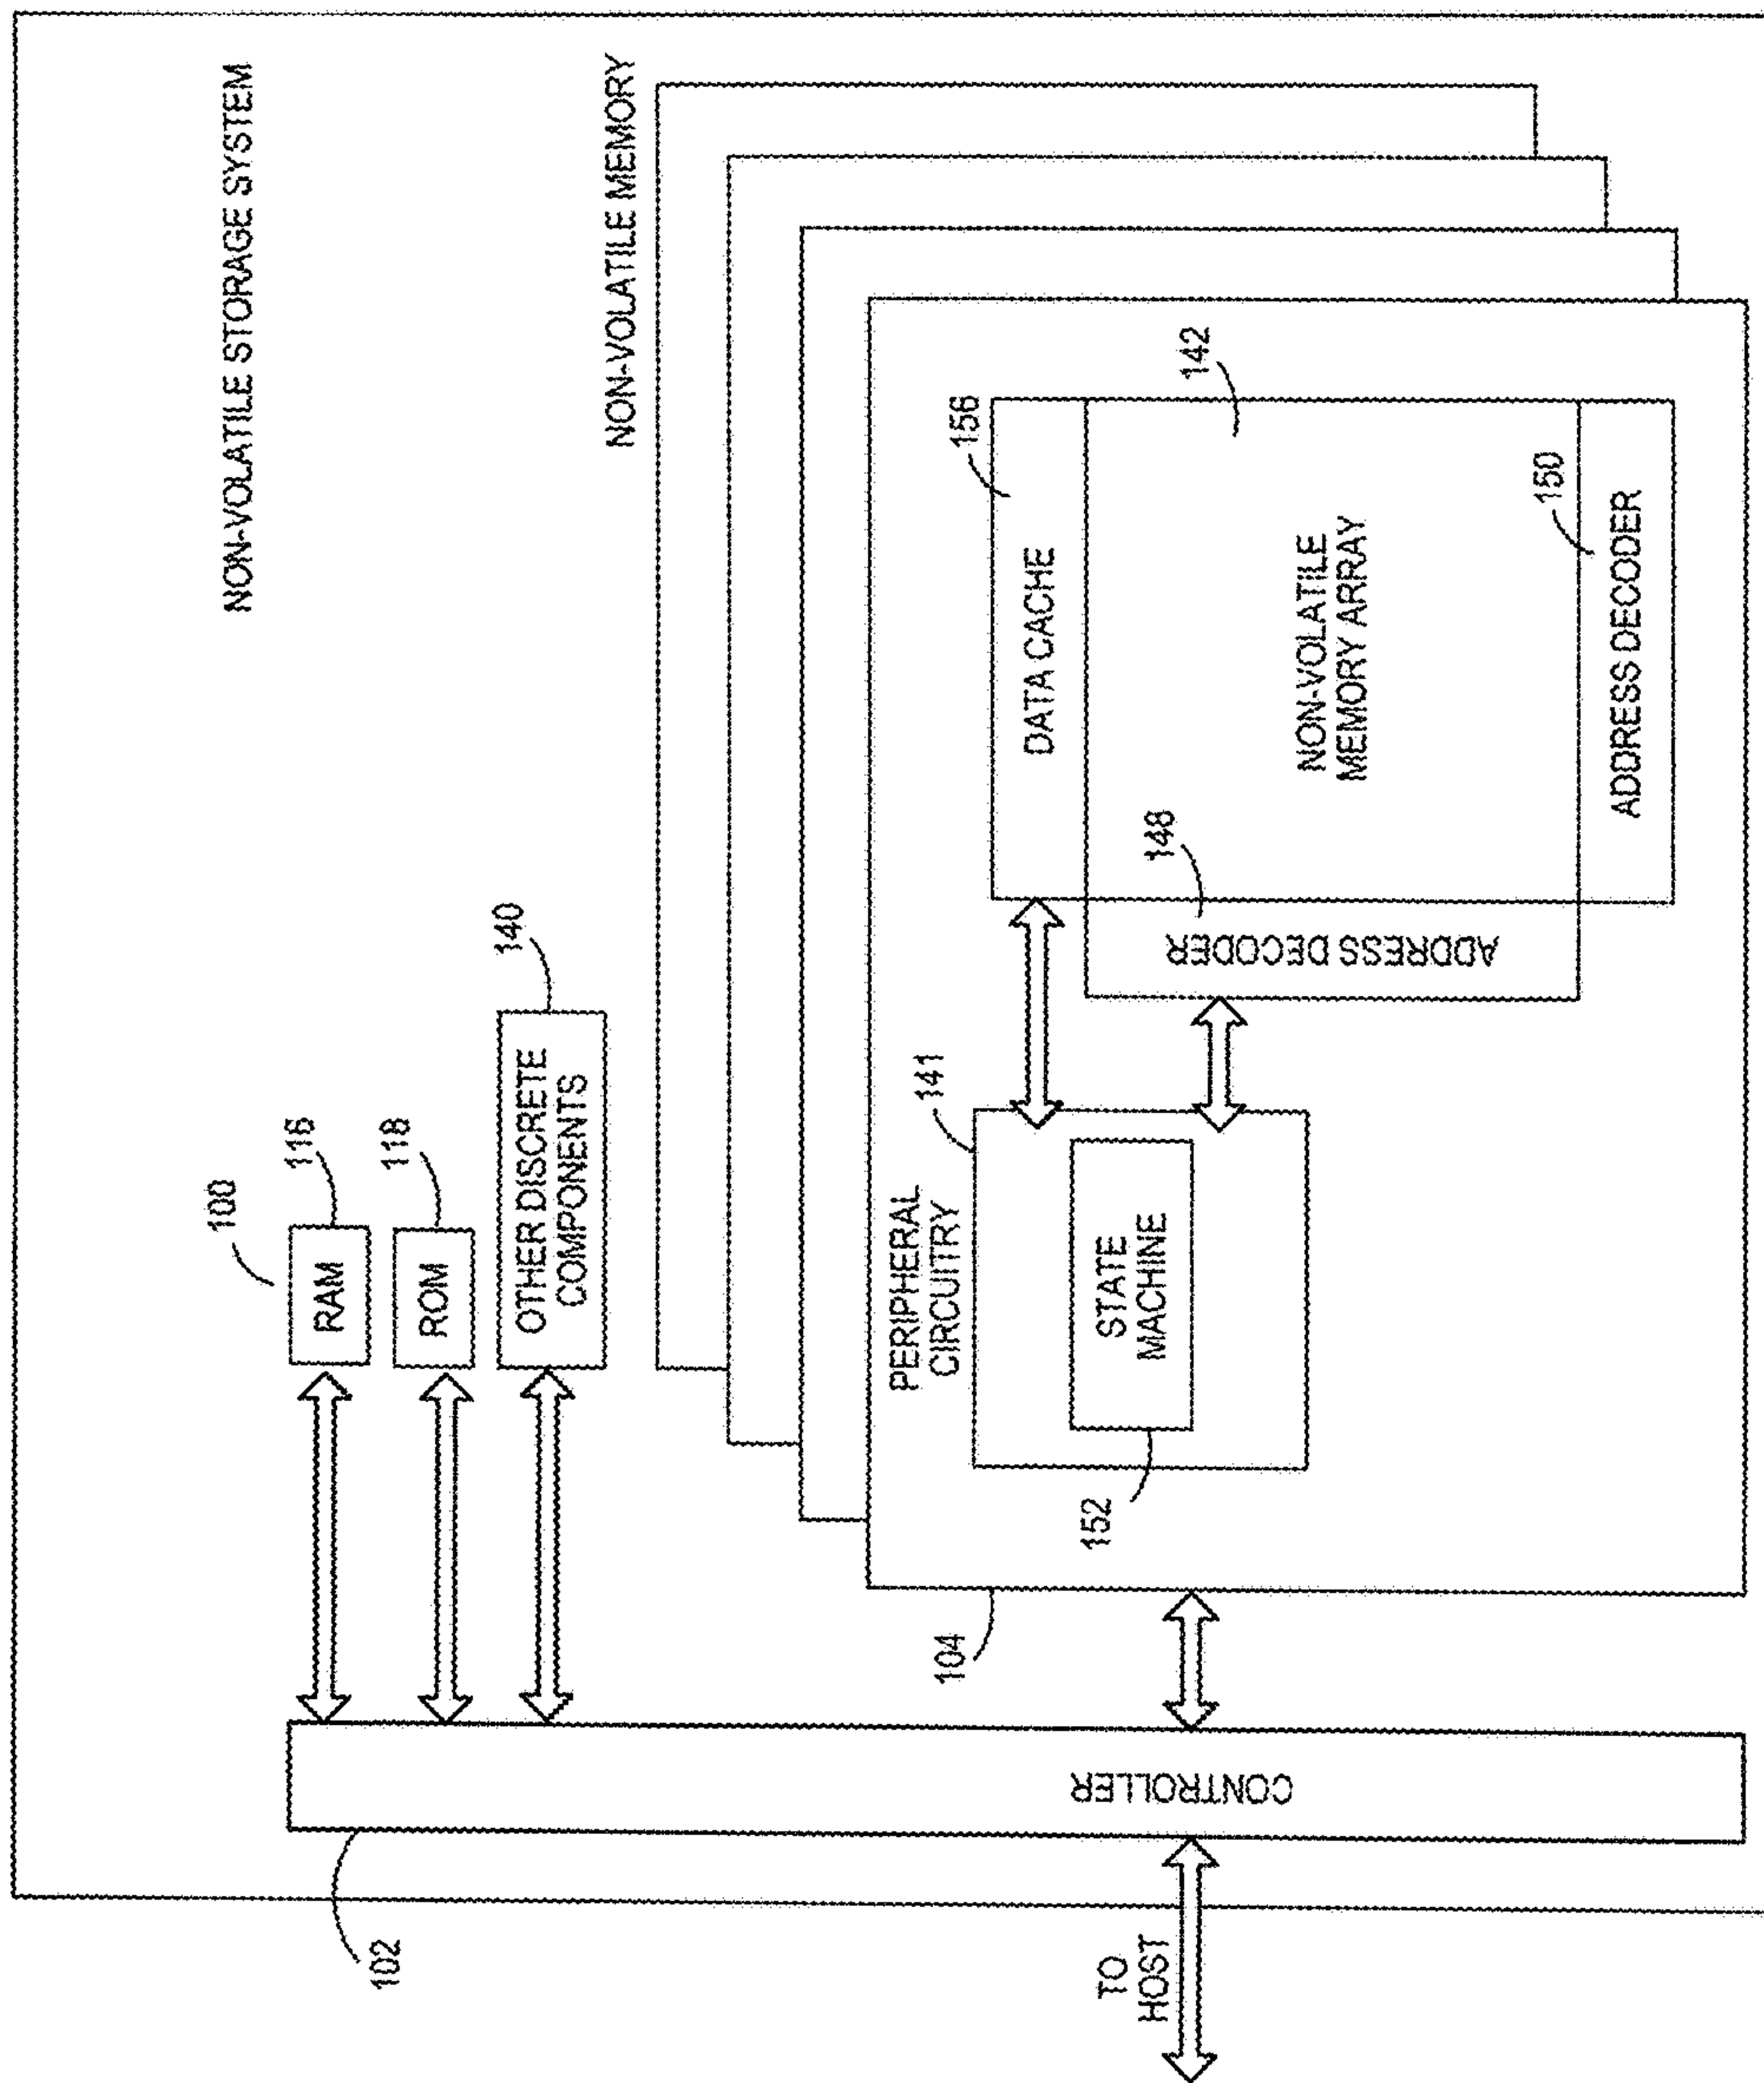 NON-VOLATILE STORAGE SYSTEM
100
116
RAM
118
ROM
140
OTHER DISCRETE
COMPONENTS
NON-VOLATILE MEMORY
102
CONTROLLER
TO
HOST
104
PERIPHERAL
CIRCUITRY
141
STATE
MACHINE
152
DATA CACHE
156
142
NON-VOLATILE
MEMORY ARRAY
148
ADDRESS DECODER
150
ADDRESS DECODER